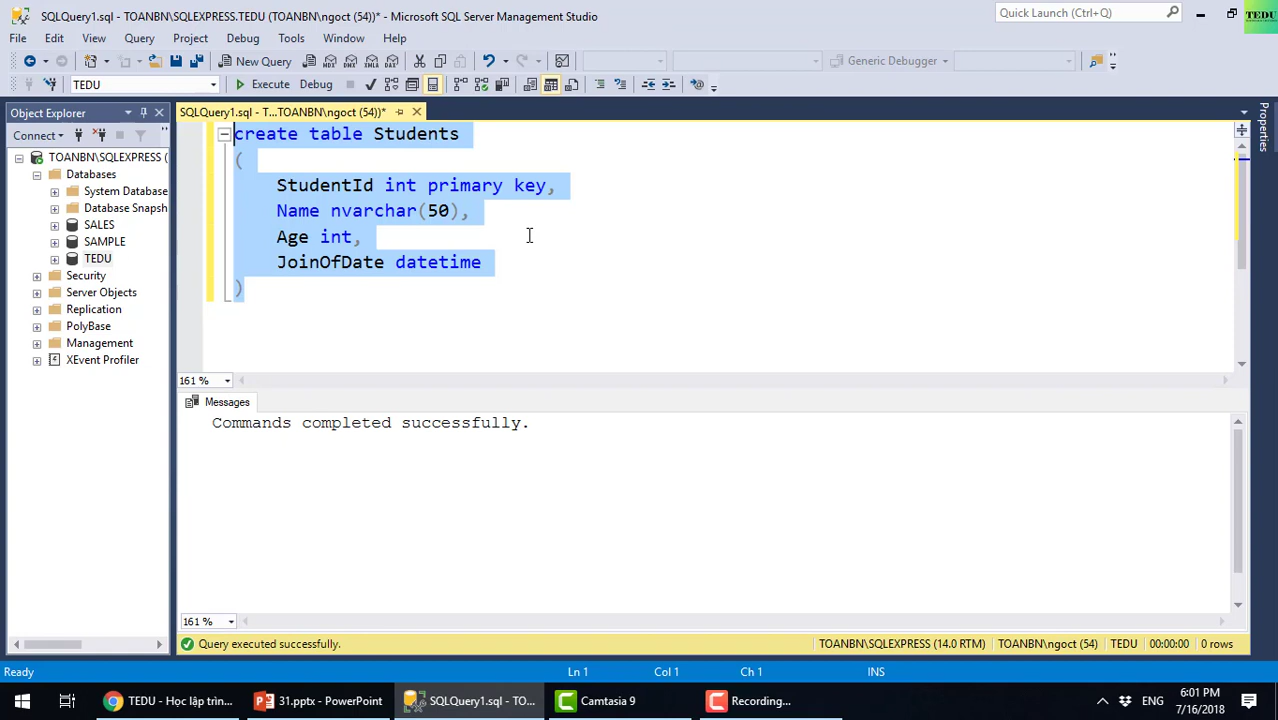 SQLQuery1.sql - TOANBN\SQLEXPRESS.TEDU (TOANBN\ngoct (54))* - Microsoft SQL Server Management Studio
Quick Launch (Ctrl+Q)
TEDU
File Edit View Query Project Debug Tools Window Help
New Query
MDX DMX XMLA DAX
Generic Debugger
TEDU
Execute Debug
Object Explorer
SQLQuery1.sql - T...TOANBN\ngoct (54))*
Properties
Connect
TOANBN\SQLEXPRESS (
Databases
System Database
Database Snapsh
SALES
SAMPLE
TEDU
Security
Server Objects
Replication
PolyBase
Management
XEvent Profiler
create table Students
(
StudentId int primary key,
Name nvarchar(50),
Age int,
JoinOfDate datetime
)
161 %
Messages
Commands completed successfully.
161 %
Query executed successfully.
TOANBN\SQLEXPRESS (14.0 RTM) TOANBN\ngoct (54) TEDU 00:00:00 0 rows
Ready Ln 1 Col 1 Ch 1 INS
TEDU - Học lập trìn...
31.pptx - PowerPoint
SQLQuery1.sql - TO...
Camtasia 9
Recording...
ENG
6:01 PM
7/16/2018